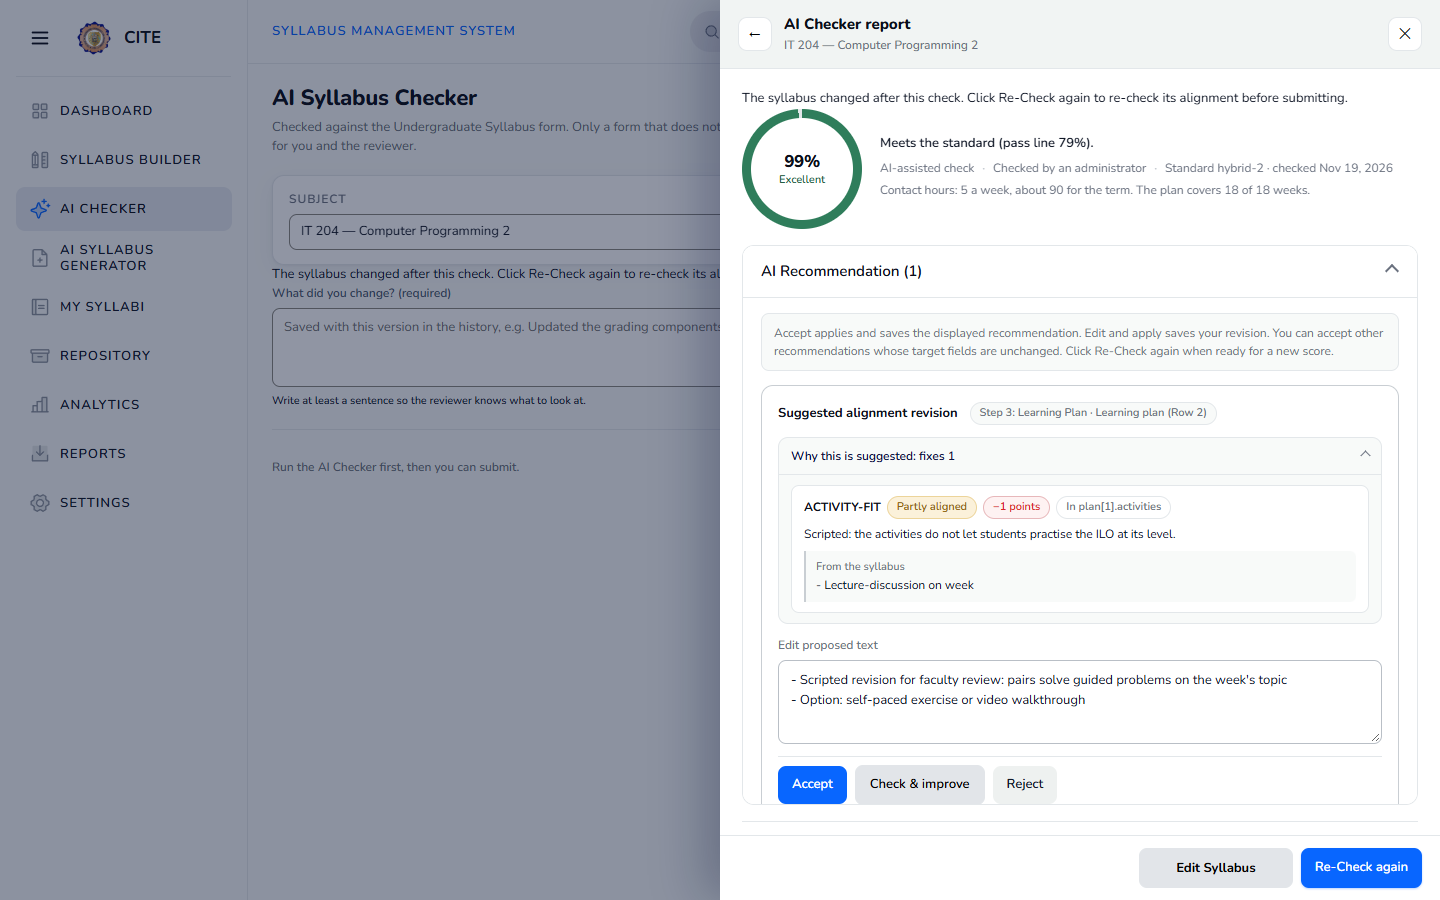 CITE
DASHBOARD
SYLLABUS BUILDER
AI CHECKER
AI SYLLABUS
GENERATOR
MY SYLLABI
REPOSITORY
ANALYTICS
REPORTS
SETTINGS
SYLLABUS MANAGEMENT SYSTEM
AI Syllabus Checker
Checked against the Undergraduate Syllabus form. Only a form that does not
for you and the reviewer.
SUBJECT
IT 204 — Computer Programming 2
The syllabus changed after this check. Click Re-Check again to re-check its al
What did you change? (required)
Saved with this version in the history, e.g. Updated the grading components
Write at least a sentence so the reviewer knows what to look at.
Run the AI Checker first, then you can submit.
←
AI Checker report
IT 204 — Computer Programming 2
The syllabus changed after this check. Click Re-Check again to re-check its alignment before submitting.
99%
Excellent
Meets the standard (pass line 79%).
AI-assisted check · Checked by an administrator · Standard hybrid-2 · checked Nov 19, 2026
Contact hours: 5 a week, about 90 for the term. The plan covers 18 of 18 weeks.
AI Recommendation (1)
Accept applies and saves the displayed recommendation. Edit and apply saves your revision. You can accept other
recommendations whose target fields are unchanged. Click Re-Check again when ready for a new score.
Suggested alignment revision
Step 3: Learning Plan · Learning plan (Row 2)
Why this is suggested: fixes 1
ACTIVITY-FIT Partly aligned −1 points In plan[1].activities
Scripted: the activities do not let students practise the ILO at its level.
From the syllabus
- Lecture-discussion on week
Edit proposed text
- Scripted revision for faculty review: pairs solve guided problems on the week's topic
- Option: self-paced exercise or video walkthrough
Accept
Check & improve
Reject
Edit Syllabus
Re-Check again